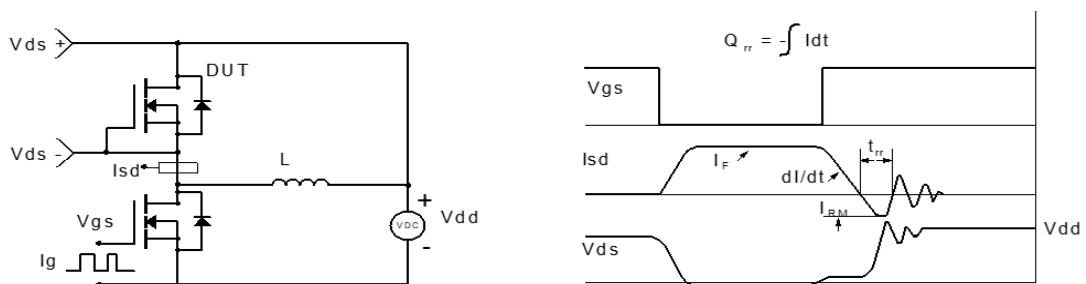 Vds +
DUT
Vds -
Isd
L
Vgs
+
VDC
-
Vdd
Ig
Q rr = - ∫ Idt
Vgs
Isd
I F
dI/dt
t rr
I RM
Vds
Vdd